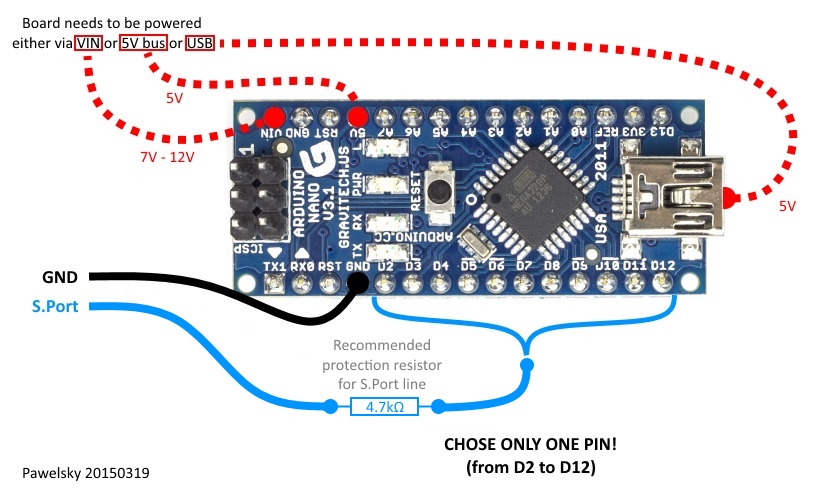 Board needs to be powered
either via VIN or 5V bus or USB
5V
7V - 12V
5V
VIN GND RST 5V A7 A6 A5 A4 A3 A2 A1 A0 REF 3V3 D13
1
L
PWR
RX
TX
ICSP
ARDUINO
NANO
V3.1
GRAVITECH.US
ARDUINO.CC
RESET
USA 2011
TX1 RX0 RST GND D2 D3 D4 D5 D6 D7 D8 D9 D10 D11 D12
GND
S.Port
Recommended
protection resistor
for S.Port line
4.7kΩ
CHOSE ONLY ONE PIN!
(from D2 to D12)
Pawelsky 20150319